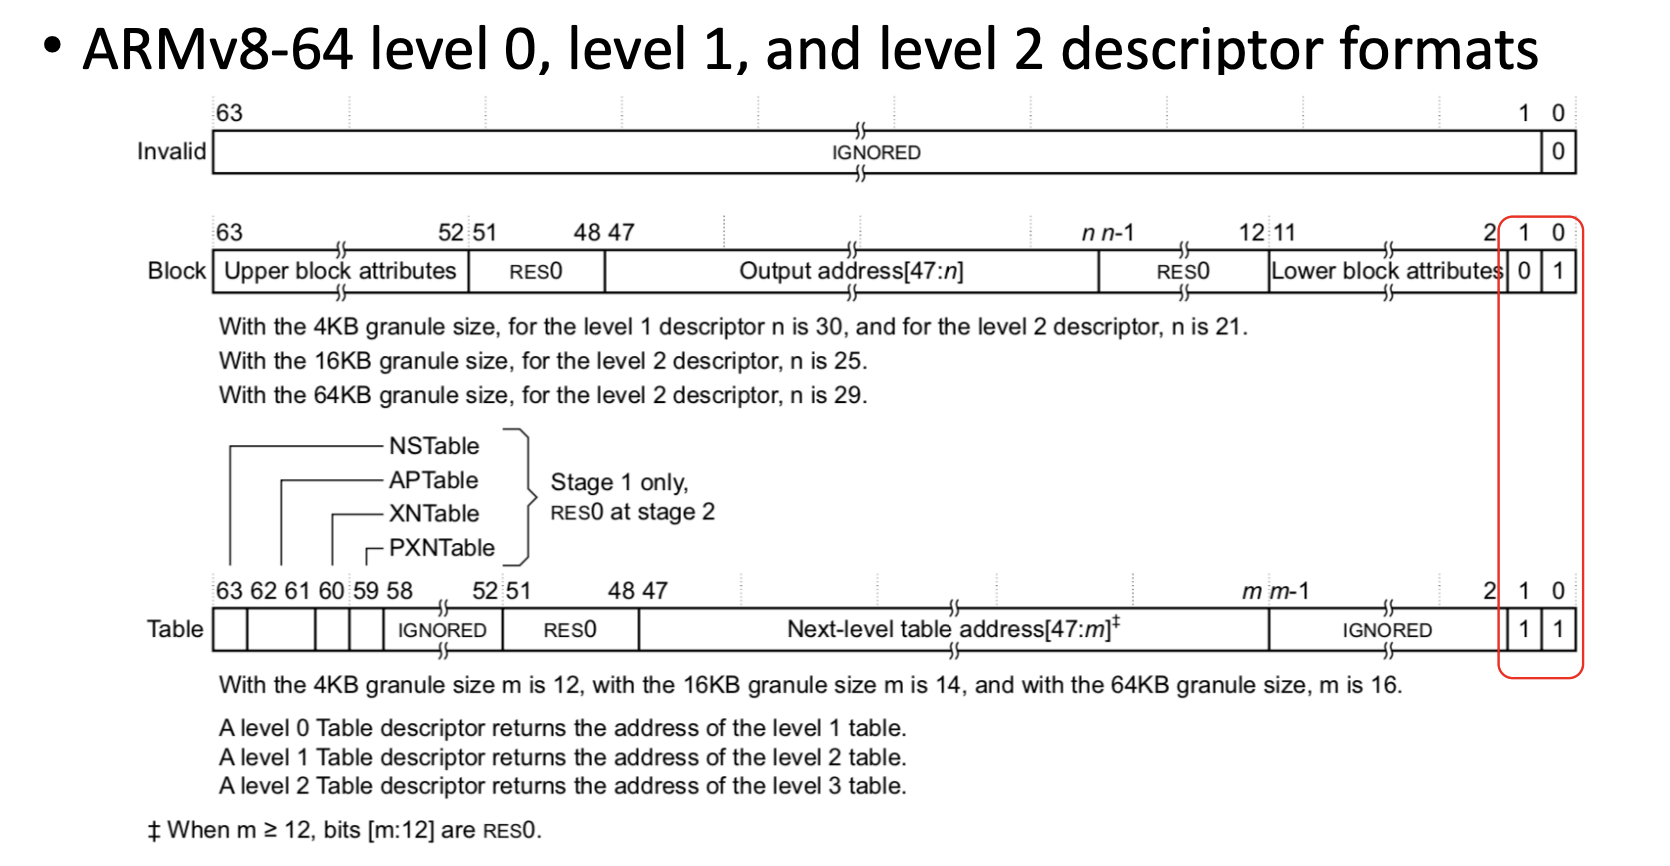 • ARMv8-64 level 0, level 1, and level 2 descriptor formats
63 1 0
Invalid IGNORED 0
63 52 51 48 47 n n-1 12 11 2 1 0
Block Upper block attributes RES0 Output address[47:n] RES0 Lower block attributes 0 1
With the 4KB granule size, for the level 1 descriptor n is 30, and for the level 2 descriptor, n is 21.
With the 16KB granule size, for the level 2 descriptor, n is 25.
With the 64KB granule size, for the level 2 descriptor, n is 29.
NSTable
APTable
XNTable
PXNTable
Stage 1 only,
RES0 at stage 2
63 62 61 60 59 58 52 51 48 47 m m-1 2 1 0
Table IGNORED RES0 Next-level table address[47:m]‡ IGNORED 1 1
With the 4KB granule size m is 12, with the 16KB granule size m is 14, and with the 64KB granule size, m is 16.
A level 0 Table descriptor returns the address of the level 1 table.
A level 1 Table descriptor returns the address of the level 2 table.
A level 2 Table descriptor returns the address of the level 3 table.
‡ When m ≥ 12, bits [m:12] are RES0.